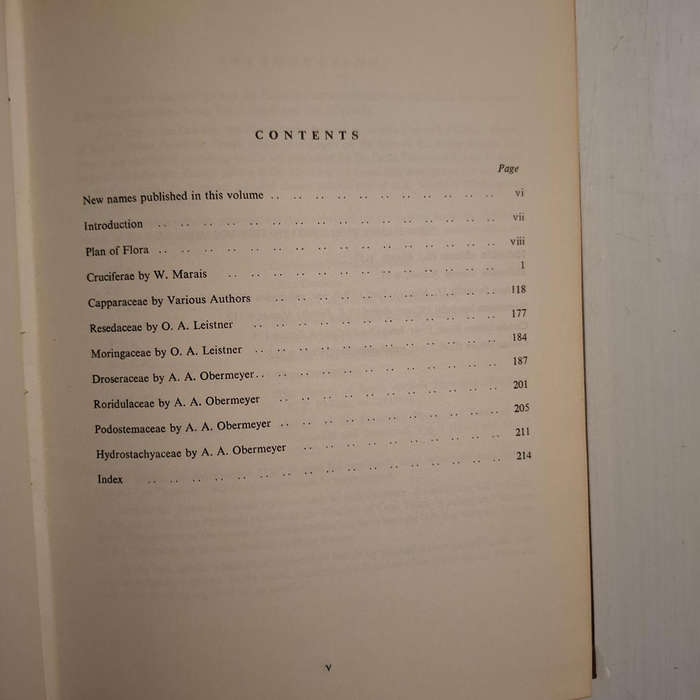 CONTENTS
Page
New names published in this volume .. .. .. .. .. .. .. .. .. .. .. vi
Introduction .. .. .. .. .. .. .. .. .. .. .. .. .. .. .. .. vii
Plan of Flora .. .. .. .. .. .. .. .. .. .. .. .. .. .. .. .. viii
Cruciferae by W. Marais .. .. .. .. .. .. .. .. .. .. .. .. .. 1
Capparaceae by Various Authors .. .. .. .. .. .. .. .. .. .. .. 118
Resedaceae by O. A. Leistner .. .. .. .. .. .. .. .. .. .. .. .. 177
Moringaceae by O. A. Leistner .. .. .. .. .. .. .. .. .. .. .. .. 184
Droseraceae by A. A. Obermeyer .. .. .. .. .. .. .. .. .. .. .. .. 187
Roridulaceae by A. A. Obermeyer .. .. .. .. .. .. .. .. .. .. .. 201
Podostemaceae by A. A. Obermeyer .. .. .. .. .. .. .. .. .. .. .. 205
Hydrostachyaceae by A. A. Obermeyer .. .. .. .. .. .. .. .. .. .. 211
Index .. .. .. .. .. .. .. .. .. .. .. .. .. .. .. .. .. 214
v